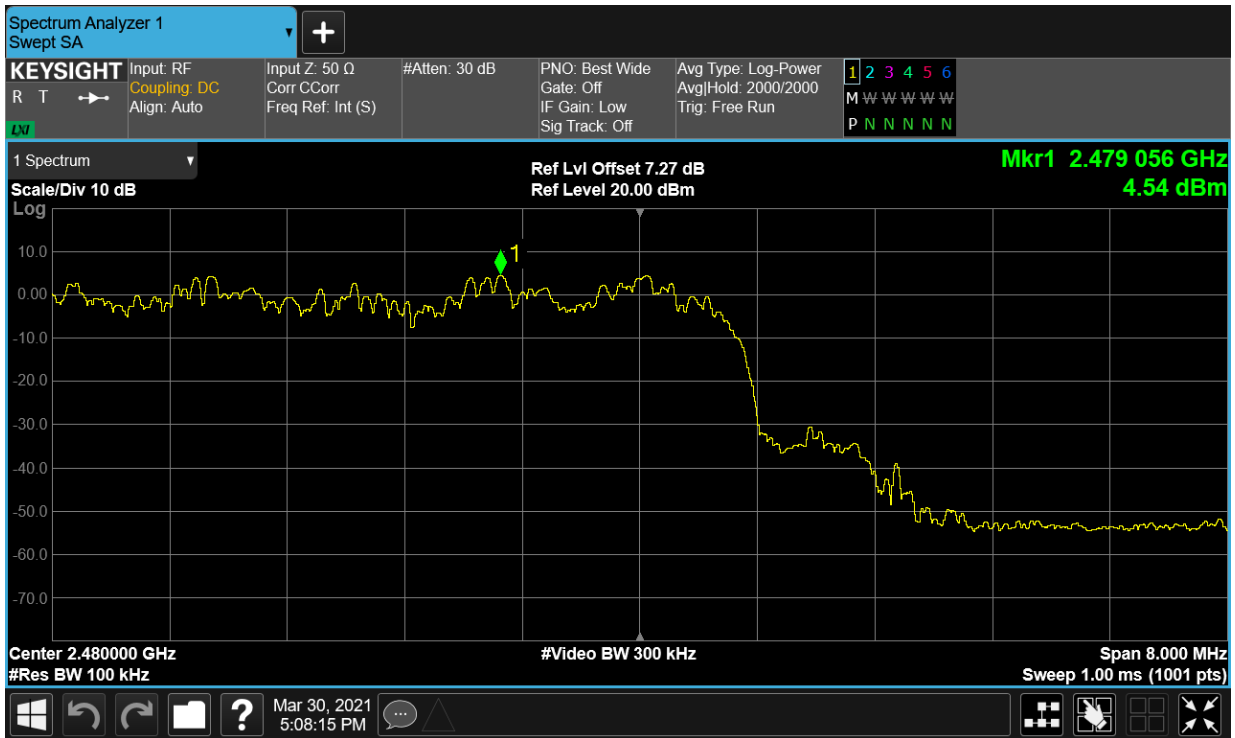 Spectrum Analyzer 1
Swept SA
+
KEYSIGHT
R T
LXI
Input: RF
Coupling: DC
Align: Auto
Input Z: 50 Ω
Corr CCorr
Freq Ref: Int (S)
#Atten: 30 dB
PNO: Best Wide
Gate: Off
IF Gain: Low
Sig Track: Off
Avg Type: Log-Power
Avg|Hold: 2000/2000
Trig: Free Run
1 2 3 4 5 6
M W W W W W
P N N N N N
1 Spectrum
Scale/Div 10 dB
Log
Ref Lvl Offset 7.27 dB
Ref Level 20.00 dBm
Mkr1 2.479 056 GHz
4.54 dBm
1
10.0
0.00
-10.0
-20.0
-30.0
-40.0
-50.0
-60.0
-70.0
Center 2.480000 GHz
#Res BW 100 kHz
#Video BW 300 kHz
Span 8.000 MHz
Sweep 1.00 ms (1001 pts)
?
Mar 30, 2021
5:08:15 PM